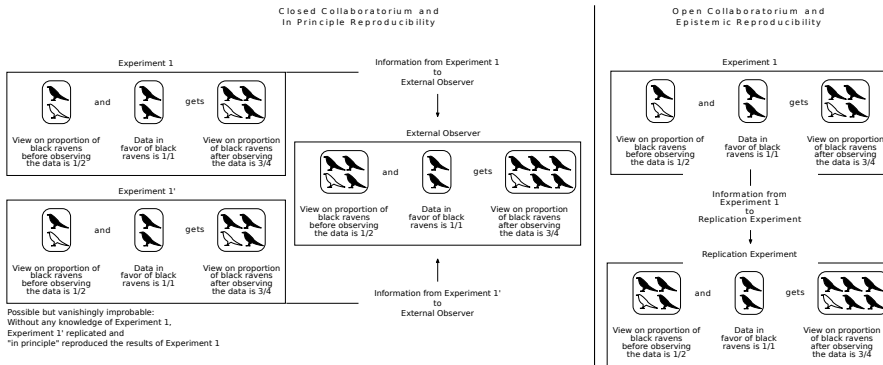 Closed Collaboratorium and
In Principle Reproducibility
Experiment 1
and
gets
View on proportion of
black ravens
before observing
the data is 1/2
Data in
favor of black
ravens is 1/1
View on proportion
of black ravens
after observing
the data is 3/4
Experiment 1'
and
gets
View on proportion of
black ravens
before observing
the data is 1/2
Data in
favor of black
ravens is 1/1
View on proportion
of black ravens
after observing
the data is 3/4
Possible but vanishingly improbable:
Without any knowledge of Experiment 1,
Experiment 1' replicated and
"in principle" reproduced the results of Experiment 1
Information from Experiment 1
to
External Observer
External Observer
and
gets
View on proportion of
black ravens
before observing
the data is 1/2
Data in
favor of black
ravens is 1/1
View on proportion
of black ravens
after observing
the data is 3/4
Information from Experiment 1'
to
External Observer
Open Collaboratorium and
Epistemic Reproducibility
Experiment 1
and
gets
View on proportion of
black ravens
before observing
the data is 1/2
Data in
favor of black
ravens is 1/1
View on proportion
of black ravens
after observing
the data is 3/4
Information from
Experiment 1
to
Replication Experiment
Replication Experiment
and
gets
View on proportion of
black ravens
before observing
the data is 1/2
Data in
favor of black
ravens is 1/1
View on proportion
of black ravens
after observing
the data is 3/4